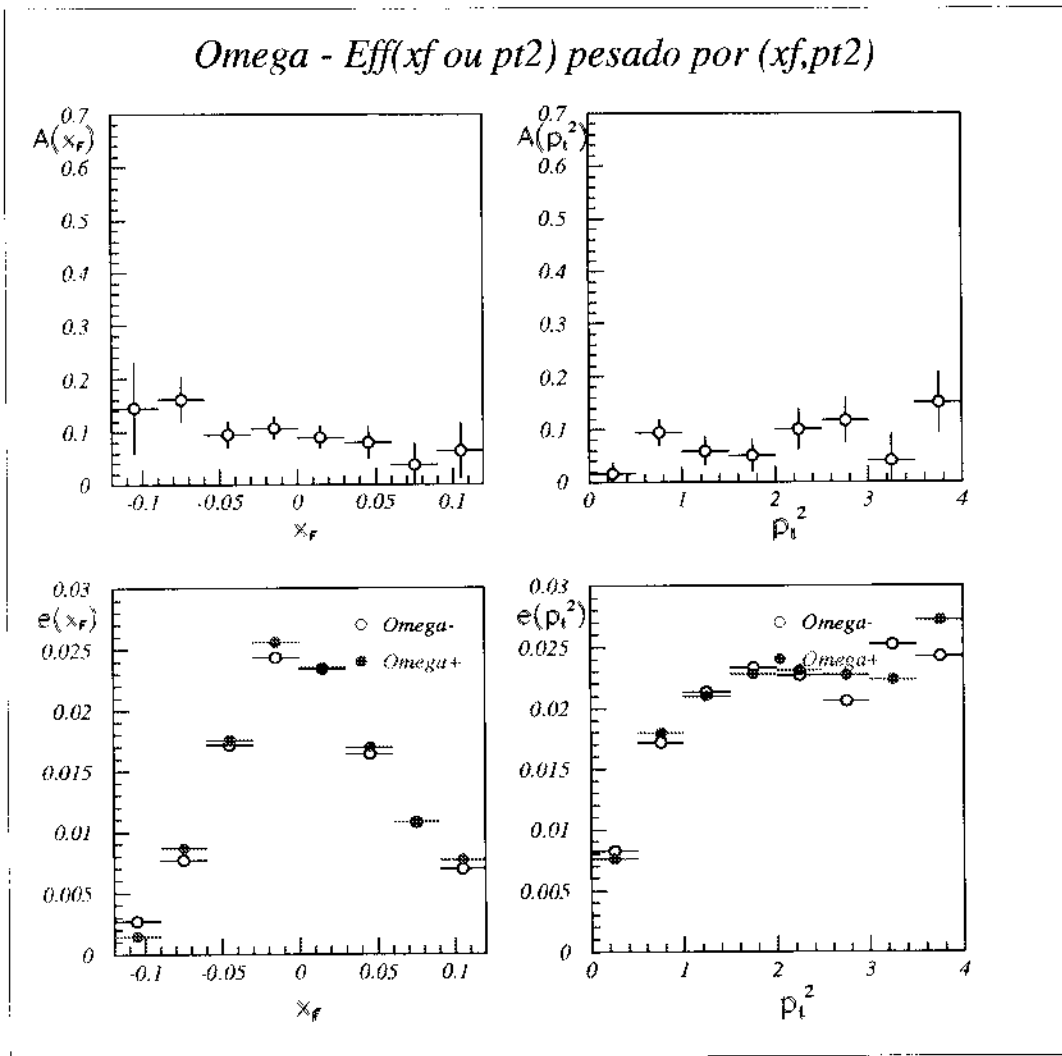 Omega - Eff(xf ou pt2) pesado por (xf,pt2)
A(x_F)
0.7
0.6
0.5
0.4
0.3
0.2
0.1
0
-0.1 -0.05 0 0.05 0.1
x_F
A(p_t^2)
0.7
0.6
0.5
0.4
0.3
0.2
0.1
0
0 1 2 3 4
p_t^2
e(x_F)
0.03
0.025
0.02
0.015
0.01
0.005
0
Omega-
Omega+
-0.1 -0.05 0 0.05 0.1
x_F
e(p_t^2)
0.03
0.025
0.02
0.015
0.01
0.005
0
Omega-
Omega+
0 1 2 3 4
p_t^2